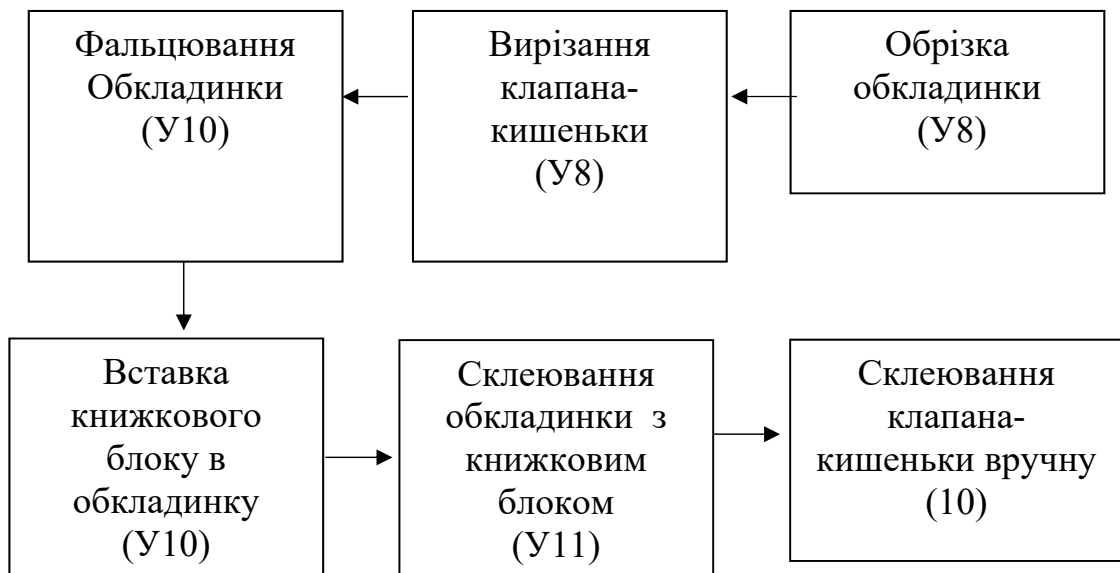 Фальцювання
Обкладинки
(У10)
Вирізання
клапана-
кишеньки
(У8)
Обрізка
обкладинки
(У8)
Вставка
книжкового
блоку в
обкладинку
(У10)
Склеювання
обкладинки з
книжковим
блоком
(У11)
Склеювання
клапана-
кишеньки вручну
(10)